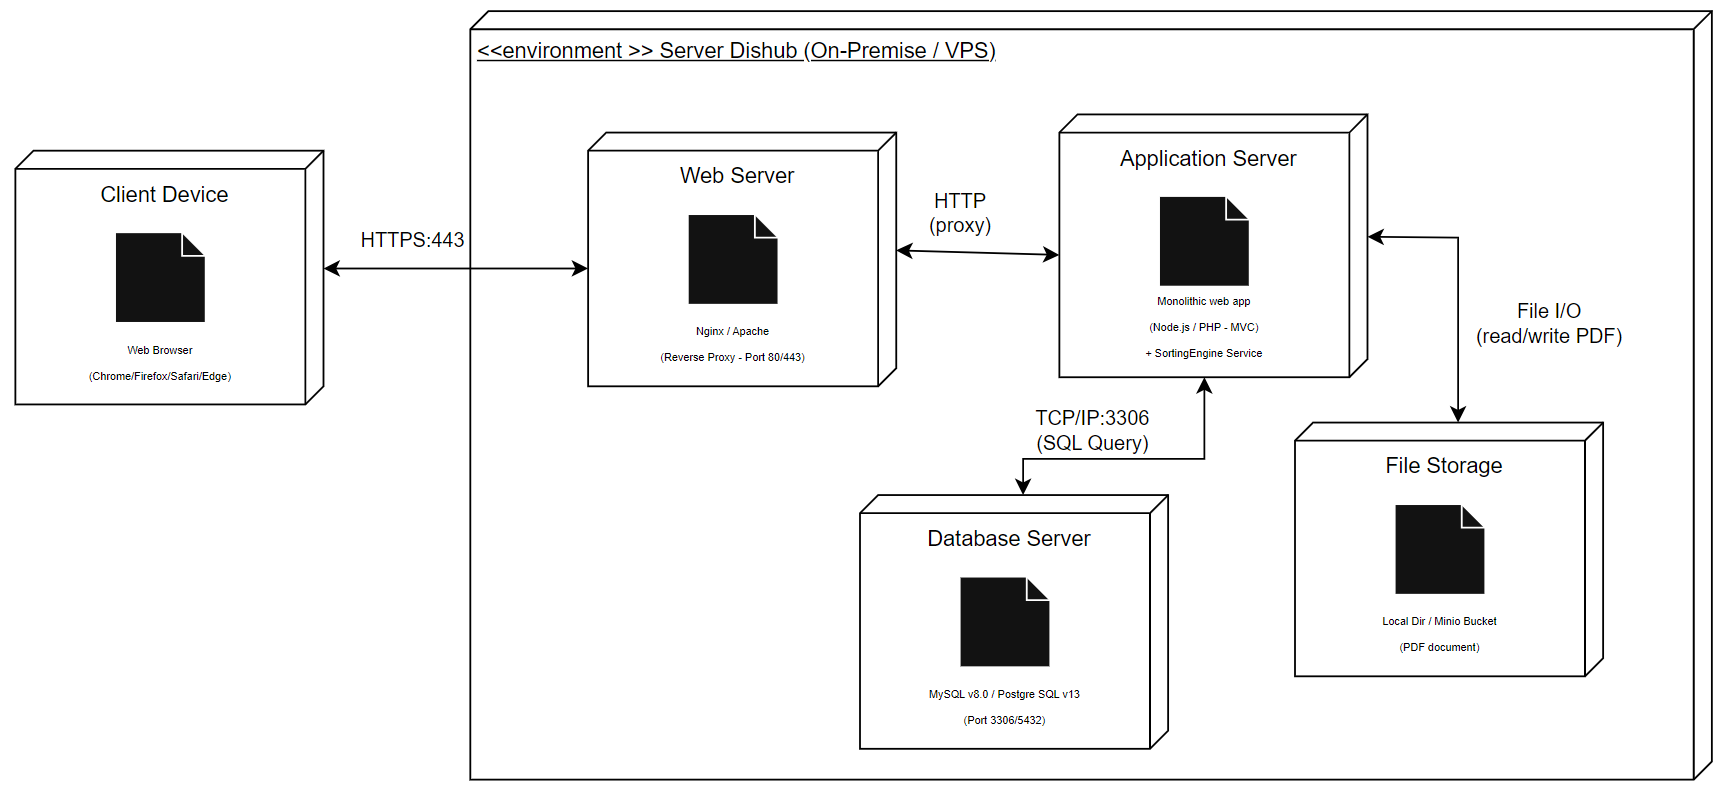 <<environment >> Server Dishub (On-Premise / VPS)
Client Device
Web Browser
(Chrome/Firefox/Safari/Edge)
HTTPS:443
Web Server
Nginx / Apache
(Reverse Proxy - Port 80/443)
HTTP
(proxy)
Application Server
Monolithic web app
(Node.js / PHP - MVC)
+ SortingEngine Service
File I/O
(read/write PDF)
TCP/IP:3306
(SQL Query)
Database Server
MySQL v8.0 / Postgre SQL v13
(Port 3306/5432)
File Storage
Local Dir / Minio Bucket
(PDF document)